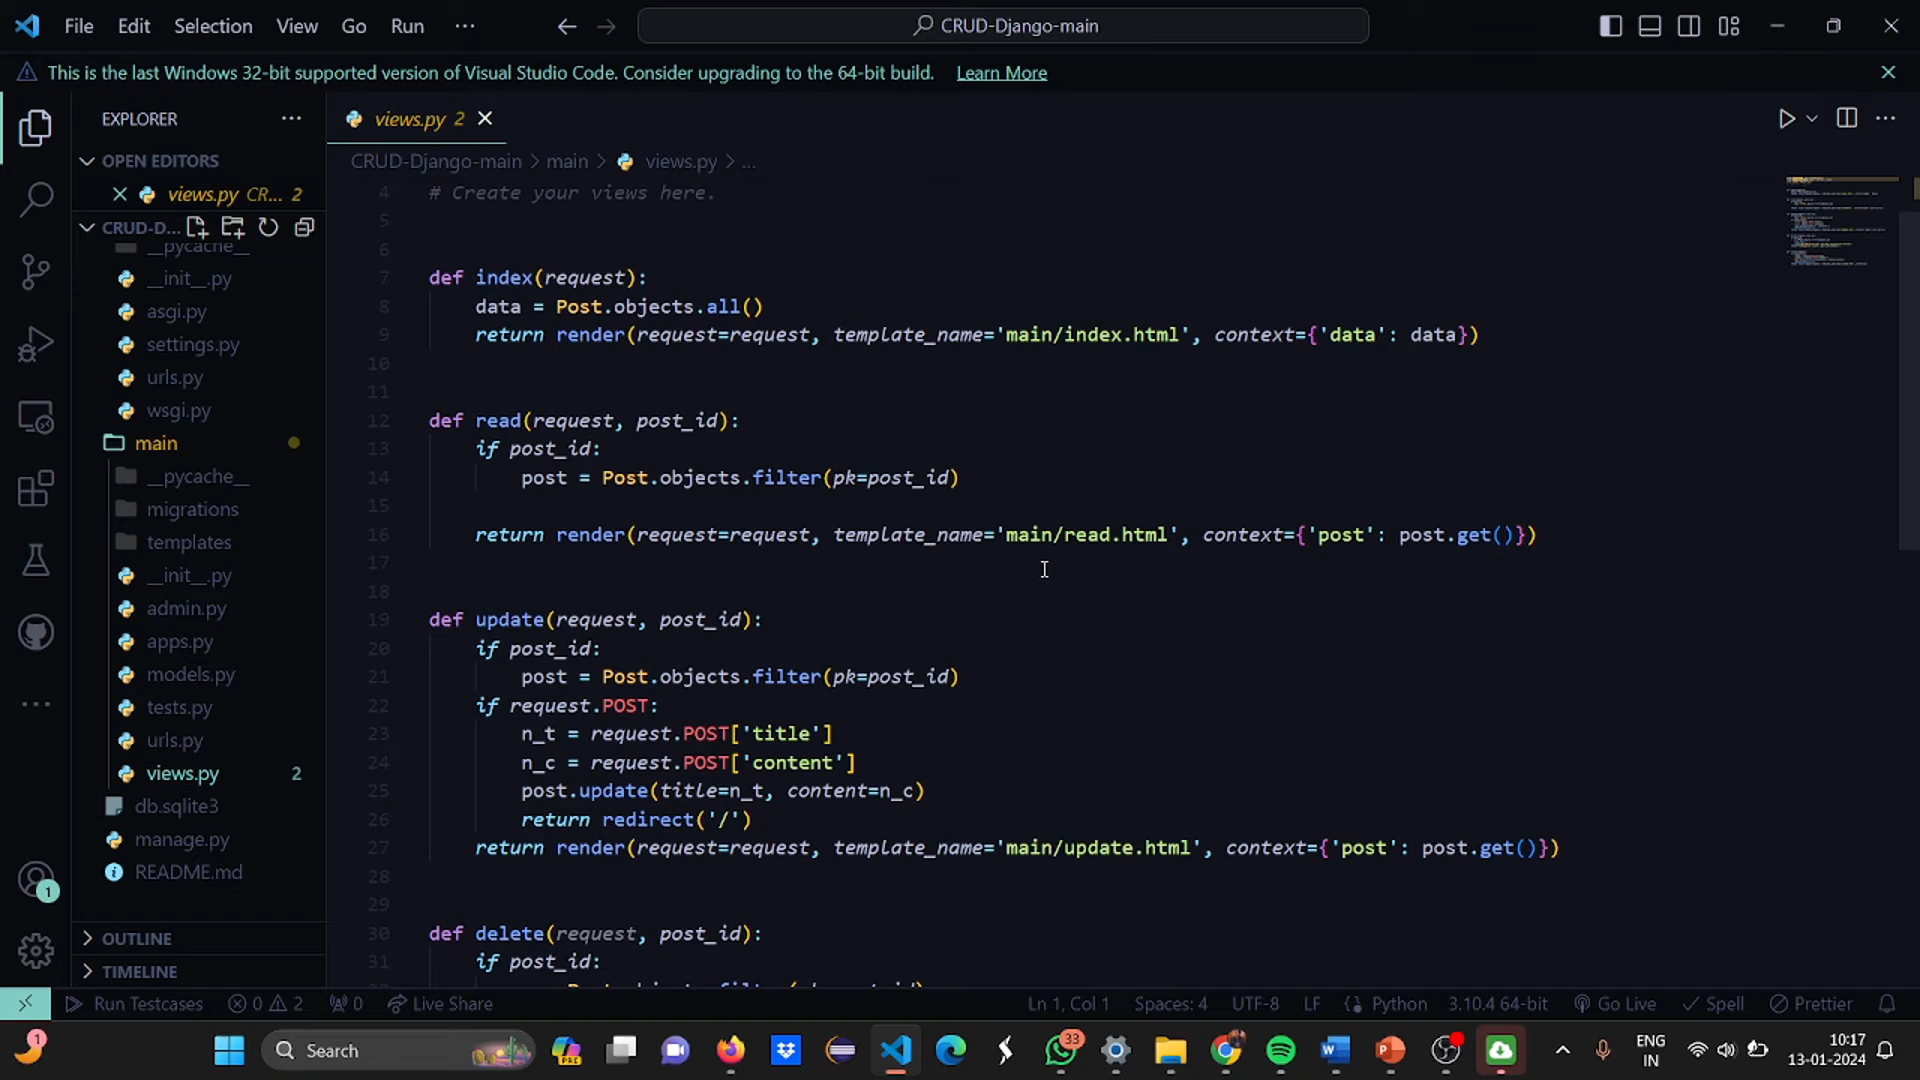 File Edit Selection View Go Run ··· CRUD-Django-main
This is the last Windows 32-bit supported version of Visual Studio Code. Consider upgrading to the 64-bit build. Learn More
EXPLORER
OPEN EDITORS
views.py CR... 2
CRUD-D...
__pycache__
__init__.py
asgi.py
settings.py
urls.py
wsgi.py
main
__pycache__
migrations
templates
__init__.py
admin.py
apps.py
models.py
tests.py
urls.py
views.py 2
db.sqlite3
manage.py
README.md
OUTLINE
TIMELINE
views.py 2
CRUD-Django-main > main > views.py > ...
4 # Create your views here.
5
6
7 def index(request):
8 data = Post.objects.all()
9 return render(request=request, template_name='main/index.html', context={'data': data})
10
11
12 def read(request, post_id):
13 if post_id:
14 post = Post.objects.filter(pk=post_id)
15
16 return render(request=request, template_name='main/read.html', context={'post': post.get()})
17
18
19 def update(request, post_id):
20 if post_id:
21 post = Post.objects.filter(pk=post_id)
22 if request.POST:
23 n_t = request.POST['title']
24 n_c = request.POST['content']
25 post.update(title=n_t, content=n_c)
26 return redirect('/')
27 return render(request=request, template_name='main/update.html', context={'post': post.get()})
28
29
30 def delete(request, post_id):
31 if post_id:
1
Run Testcases 0 2 0 Live Share Ln 1, Col 1 Spaces: 4 UTF-8 LF Python 3.10.4 64-bit Go Live Spell Prettier
1 Search PRE 33 ENG IN 10:17 13-01-2024